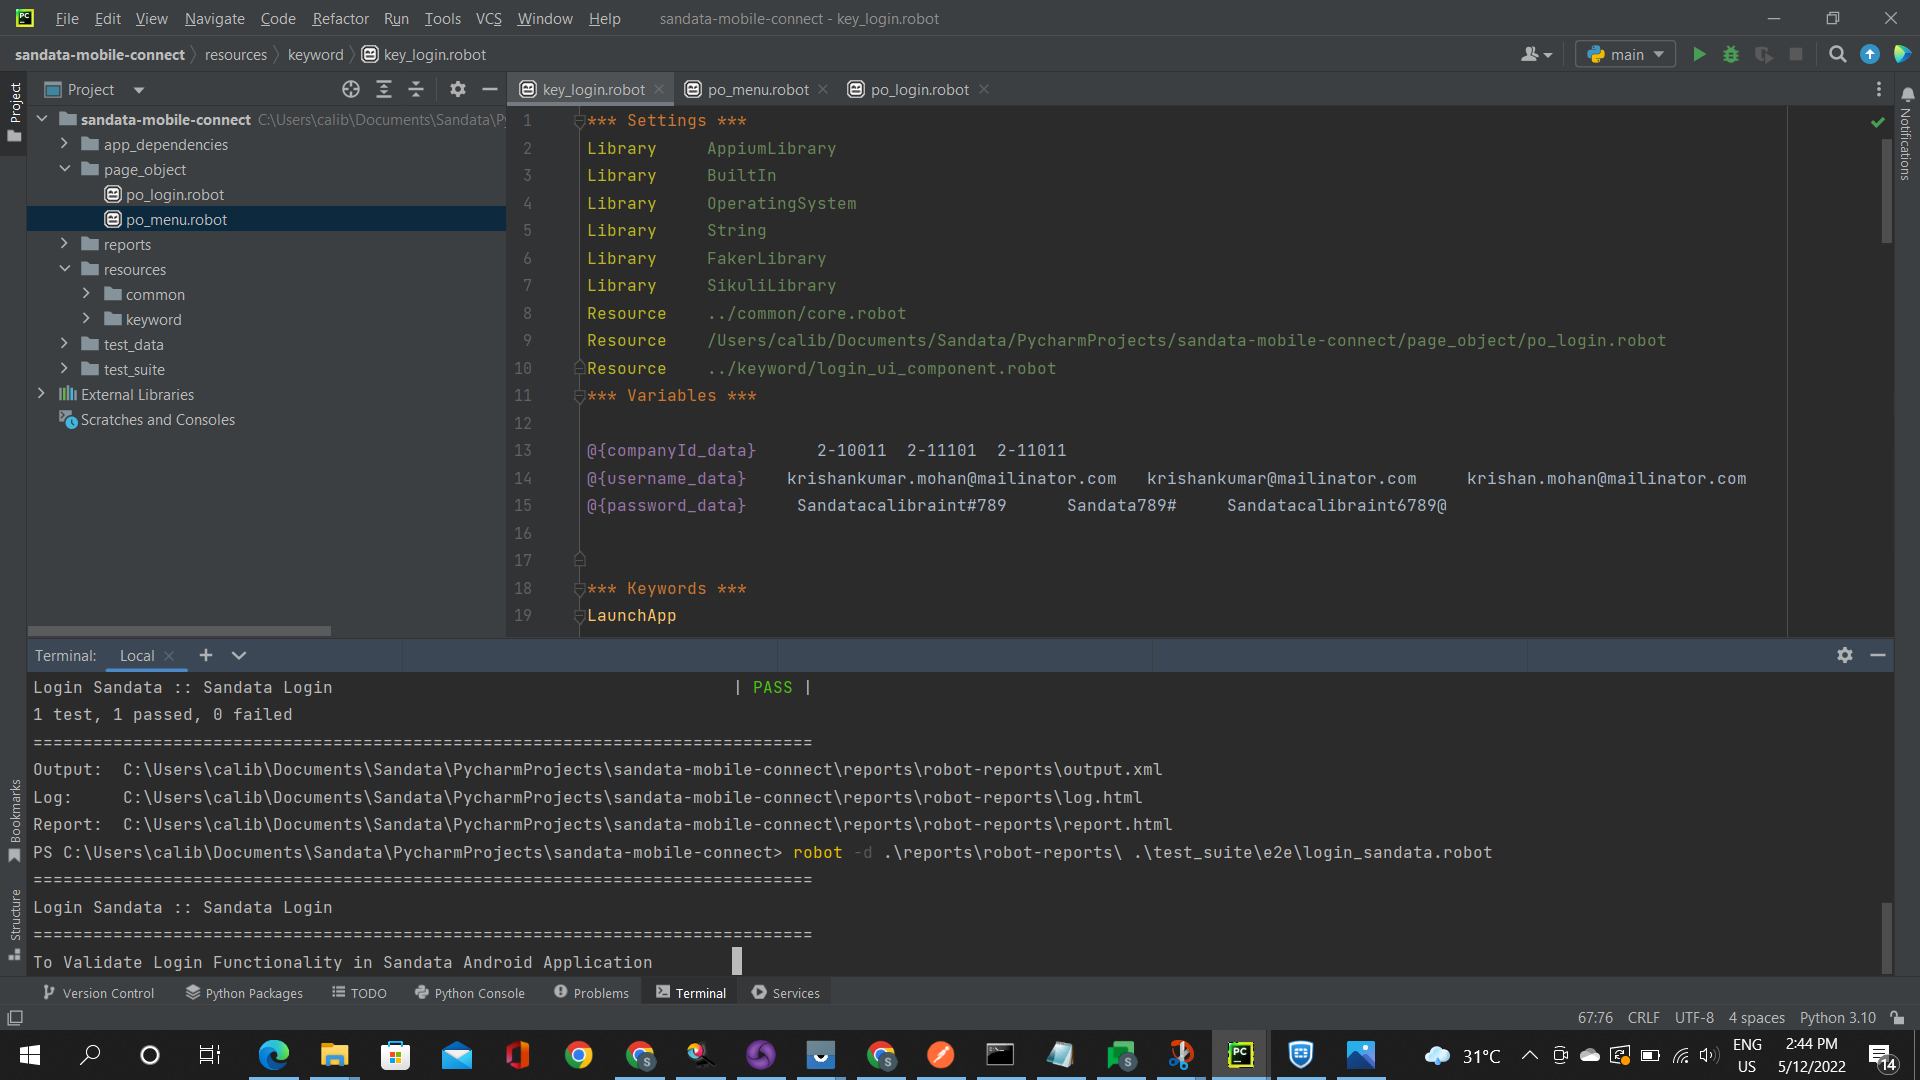 PC File Edit View Navigate Code Refactor Run Tools VCS Window Help sandata-mobile-connect - key_login.robot
sandata-mobile-connect resources keyword key_login.robot main
Project
Project
key_login.robot po_menu.robot po_login.robot
Notifications
sandata-mobile-connect C:\Users\calib\Documents\Sandata\P
app_dependencies
page_object
po_login.robot
po_menu.robot
reports
resources
common
keyword
test_data
test_suite
External Libraries
Scratches and Consoles
1 *** Settings ***
2 Library AppiumLibrary
3 Library BuiltIn
4 Library OperatingSystem
5 Library String
6 Library FakerLibrary
7 Library SikuliLibrary
8 Resource ../common/core.robot
9 Resource /Users/calib/Documents/Sandata/PycharmProjects/sandata-mobile-connect/page_object/po_login.robot
10 Resource ../keyword/login_ui_component.robot
11 *** Variables ***
12
13 @{companyId_data} 2-10011 2-11101 2-11011
14 @{username_data} krishankumar.mohan@mailinator.com krishankumar@mailinator.com krishan.mohan@mailinator.com
15 @{password_data} Sandatacalibraint#789 Sandata789# Sandatacalibraint6789@
16
17
18 *** Keywords ***
19 LaunchApp
Terminal: Local
Login Sandata :: Sandata Login | PASS |
1 test, 1 passed, 0 failed
==============================================================================
Output: C:\Users\calib\Documents\Sandata\PycharmProjects\sandata-mobile-connect\reports\robot-reports\output.xml
Log: C:\Users\calib\Documents\Sandata\PycharmProjects\sandata-mobile-connect\reports\robot-reports\log.html
Report: C:\Users\calib\Documents\Sandata\PycharmProjects\sandata-mobile-connect\reports\robot-reports\report.html
PS C:\Users\calib\Documents\Sandata\PycharmProjects\sandata-mobile-connect> robot -d .\reports\robot-reports\ .\test_suite\e2e\login_sandata.robot
==============================================================================
Login Sandata :: Sandata Login
==============================================================================
To Validate Login Functionality in Sandata Android Application
Bookmarks
Structure
Version Control Python Packages TODO Python Console Problems Terminal Services
67:76 CRLF UTF-8 4 spaces Python 3.10
S S S PC 31°C ENG 2:44 PM
US 5/12/2022 14